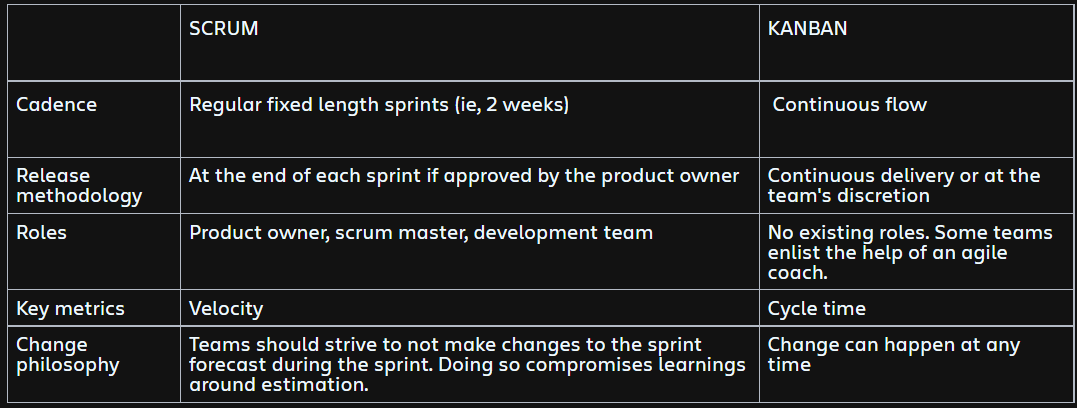 SCRUM
KANBAN
Cadence
Regular fixed length sprints (ie, 2 weeks)
Continuous flow
Release
methodology
At the end of each sprint if approved by the product owner
Continuous delivery or at the
team's discretion
Roles
Product owner, scrum master, development team
No existing roles. Some teams
enlist the help of an agile
coach.
Key metrics
Velocity
Cycle time
Change
philosophy
Teams should strive to not make changes to the sprint
forecast during the sprint. Doing so compromises learnings
around estimation.
Change can happen at any
time